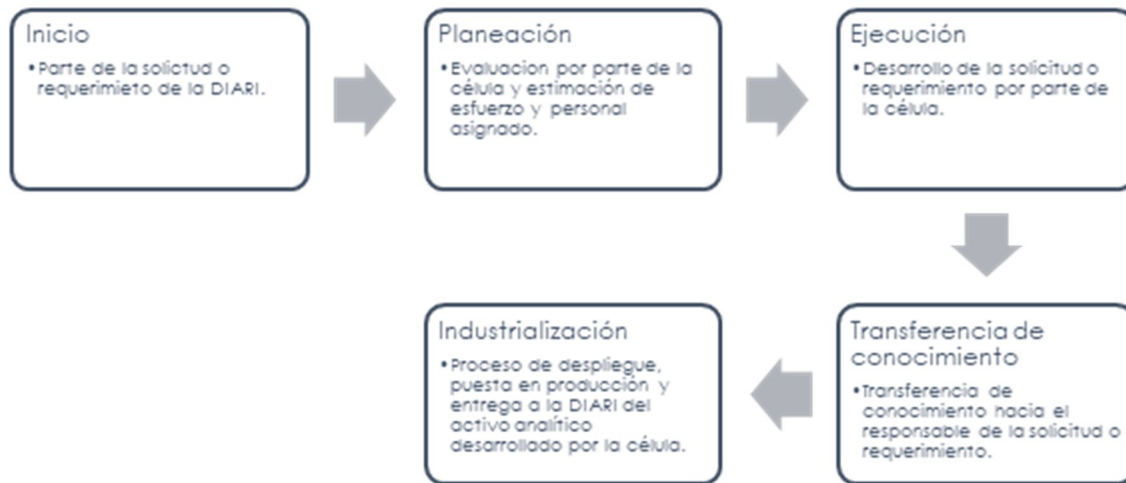 Inicio
•Parte de la solictud o
requerimieto de la DIARI.
Planeación
•Evaluacion por parte de la
célula y estimación de
esfuerzo y personal
asignado.
Ejecución
•Desarrollo de la solicitud o
requerimiento por parte de
la célula.
Transferencia de
conocimiento
•Transferencia de
conocimiento hacia el
responsable de la solicitud o
requerimiento.
Industrialización
•Proceso de despliegue,
puesta en producción y
entrega a la DIARI del
activo analítico
desarrollado por la célula.